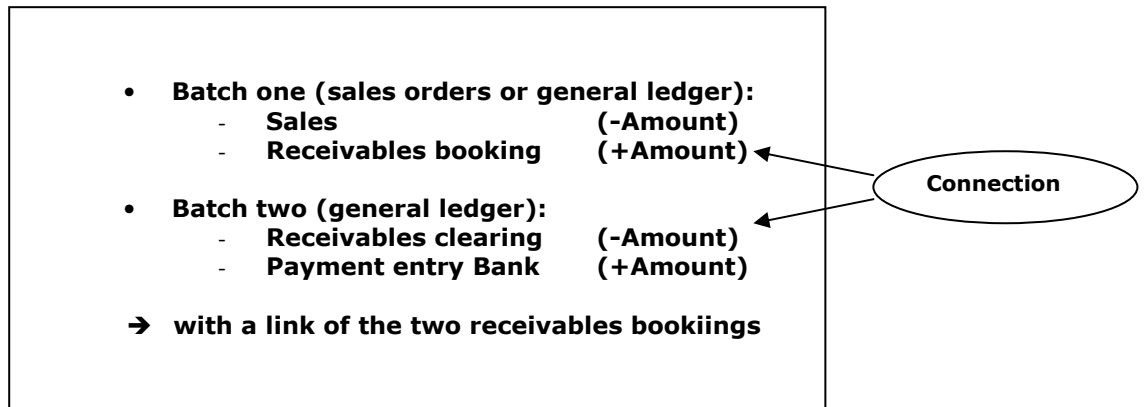 • Batch one (sales orders or general ledger):
- Sales (-Amount)
- Receivables booking (+Amount)
Connection
• Batch two (general ledger):
- Receivables clearing (-Amount)
- Payment entry Bank (+Amount)
➔ with a link of the two receivables bookiings